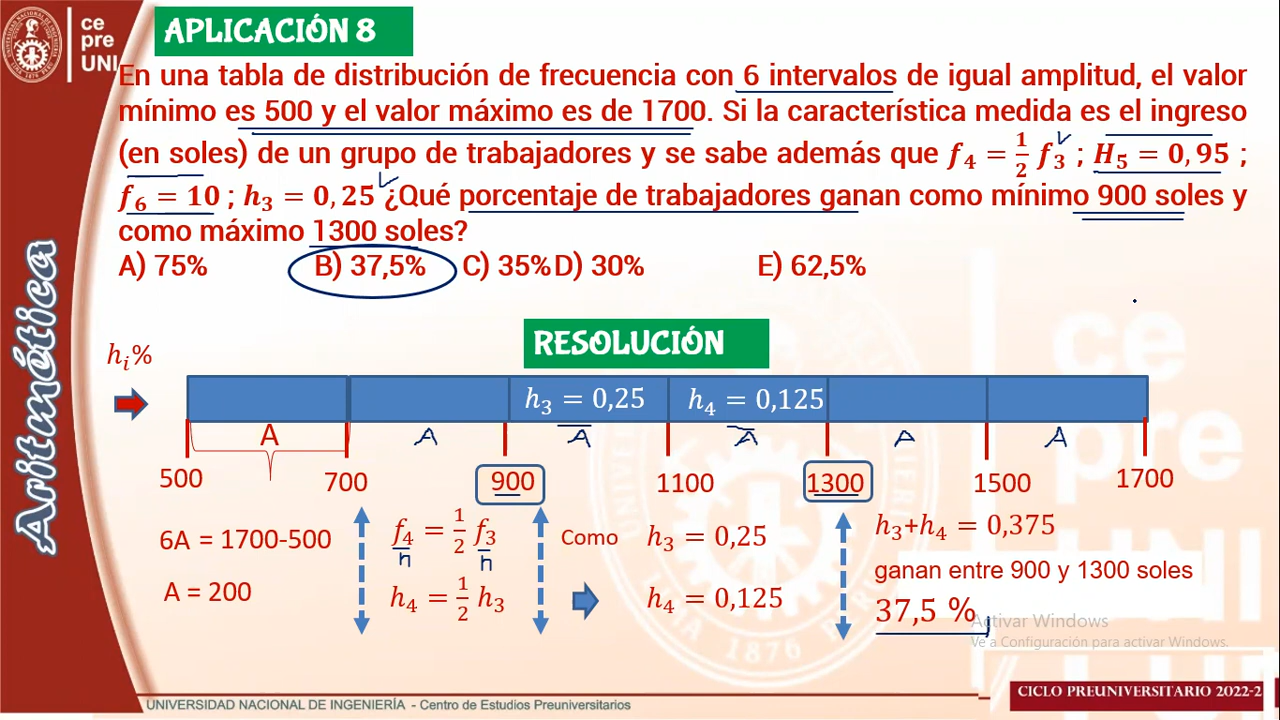 ce
pre
UNI
APLICACIÓN 8
En una tabla de distribución de frecuencia con 6 intervalos de igual amplitud, el valor
mínimo es 500 y el valor máximo es de 1700. Si la característica medida es el ingreso
(en soles) de un grupo de trabajadores y se sabe además que f₄ = 1/2 f₃ ; H₅ = 0,95 ;
f₆ = 10 ; h₃ = 0,25 ¿Qué porcentaje de trabajadores ganan como mínimo 900 soles y
como máximo 1300 soles?
A) 75% B) 37,5% C) 35% D) 30% E) 62,5%
RESOLUCIÓN
hᵢ%
h₃ = 0,25 h₄ = 0,125
A A A A A A
500 700 900 1100 1300 1500 1700
6A = 1700-500
A = 200
f₄/n = 1/2 f₃/n
h₄ = 1/2 h₃
Como h₃ = 0,25
h₄ = 0,125
h₃+h₄ = 0,375
ganan entre 900 y 1300 soles
37,5 %
Activar Windows
Ve a Configuración para activar Windows.
Aritmética
UNIVERSIDAD NACIONAL DE INGENIERÍA - Centro de Estudios Preuniversitarios
CICLO PREUNIVERSITARIO 2022-2